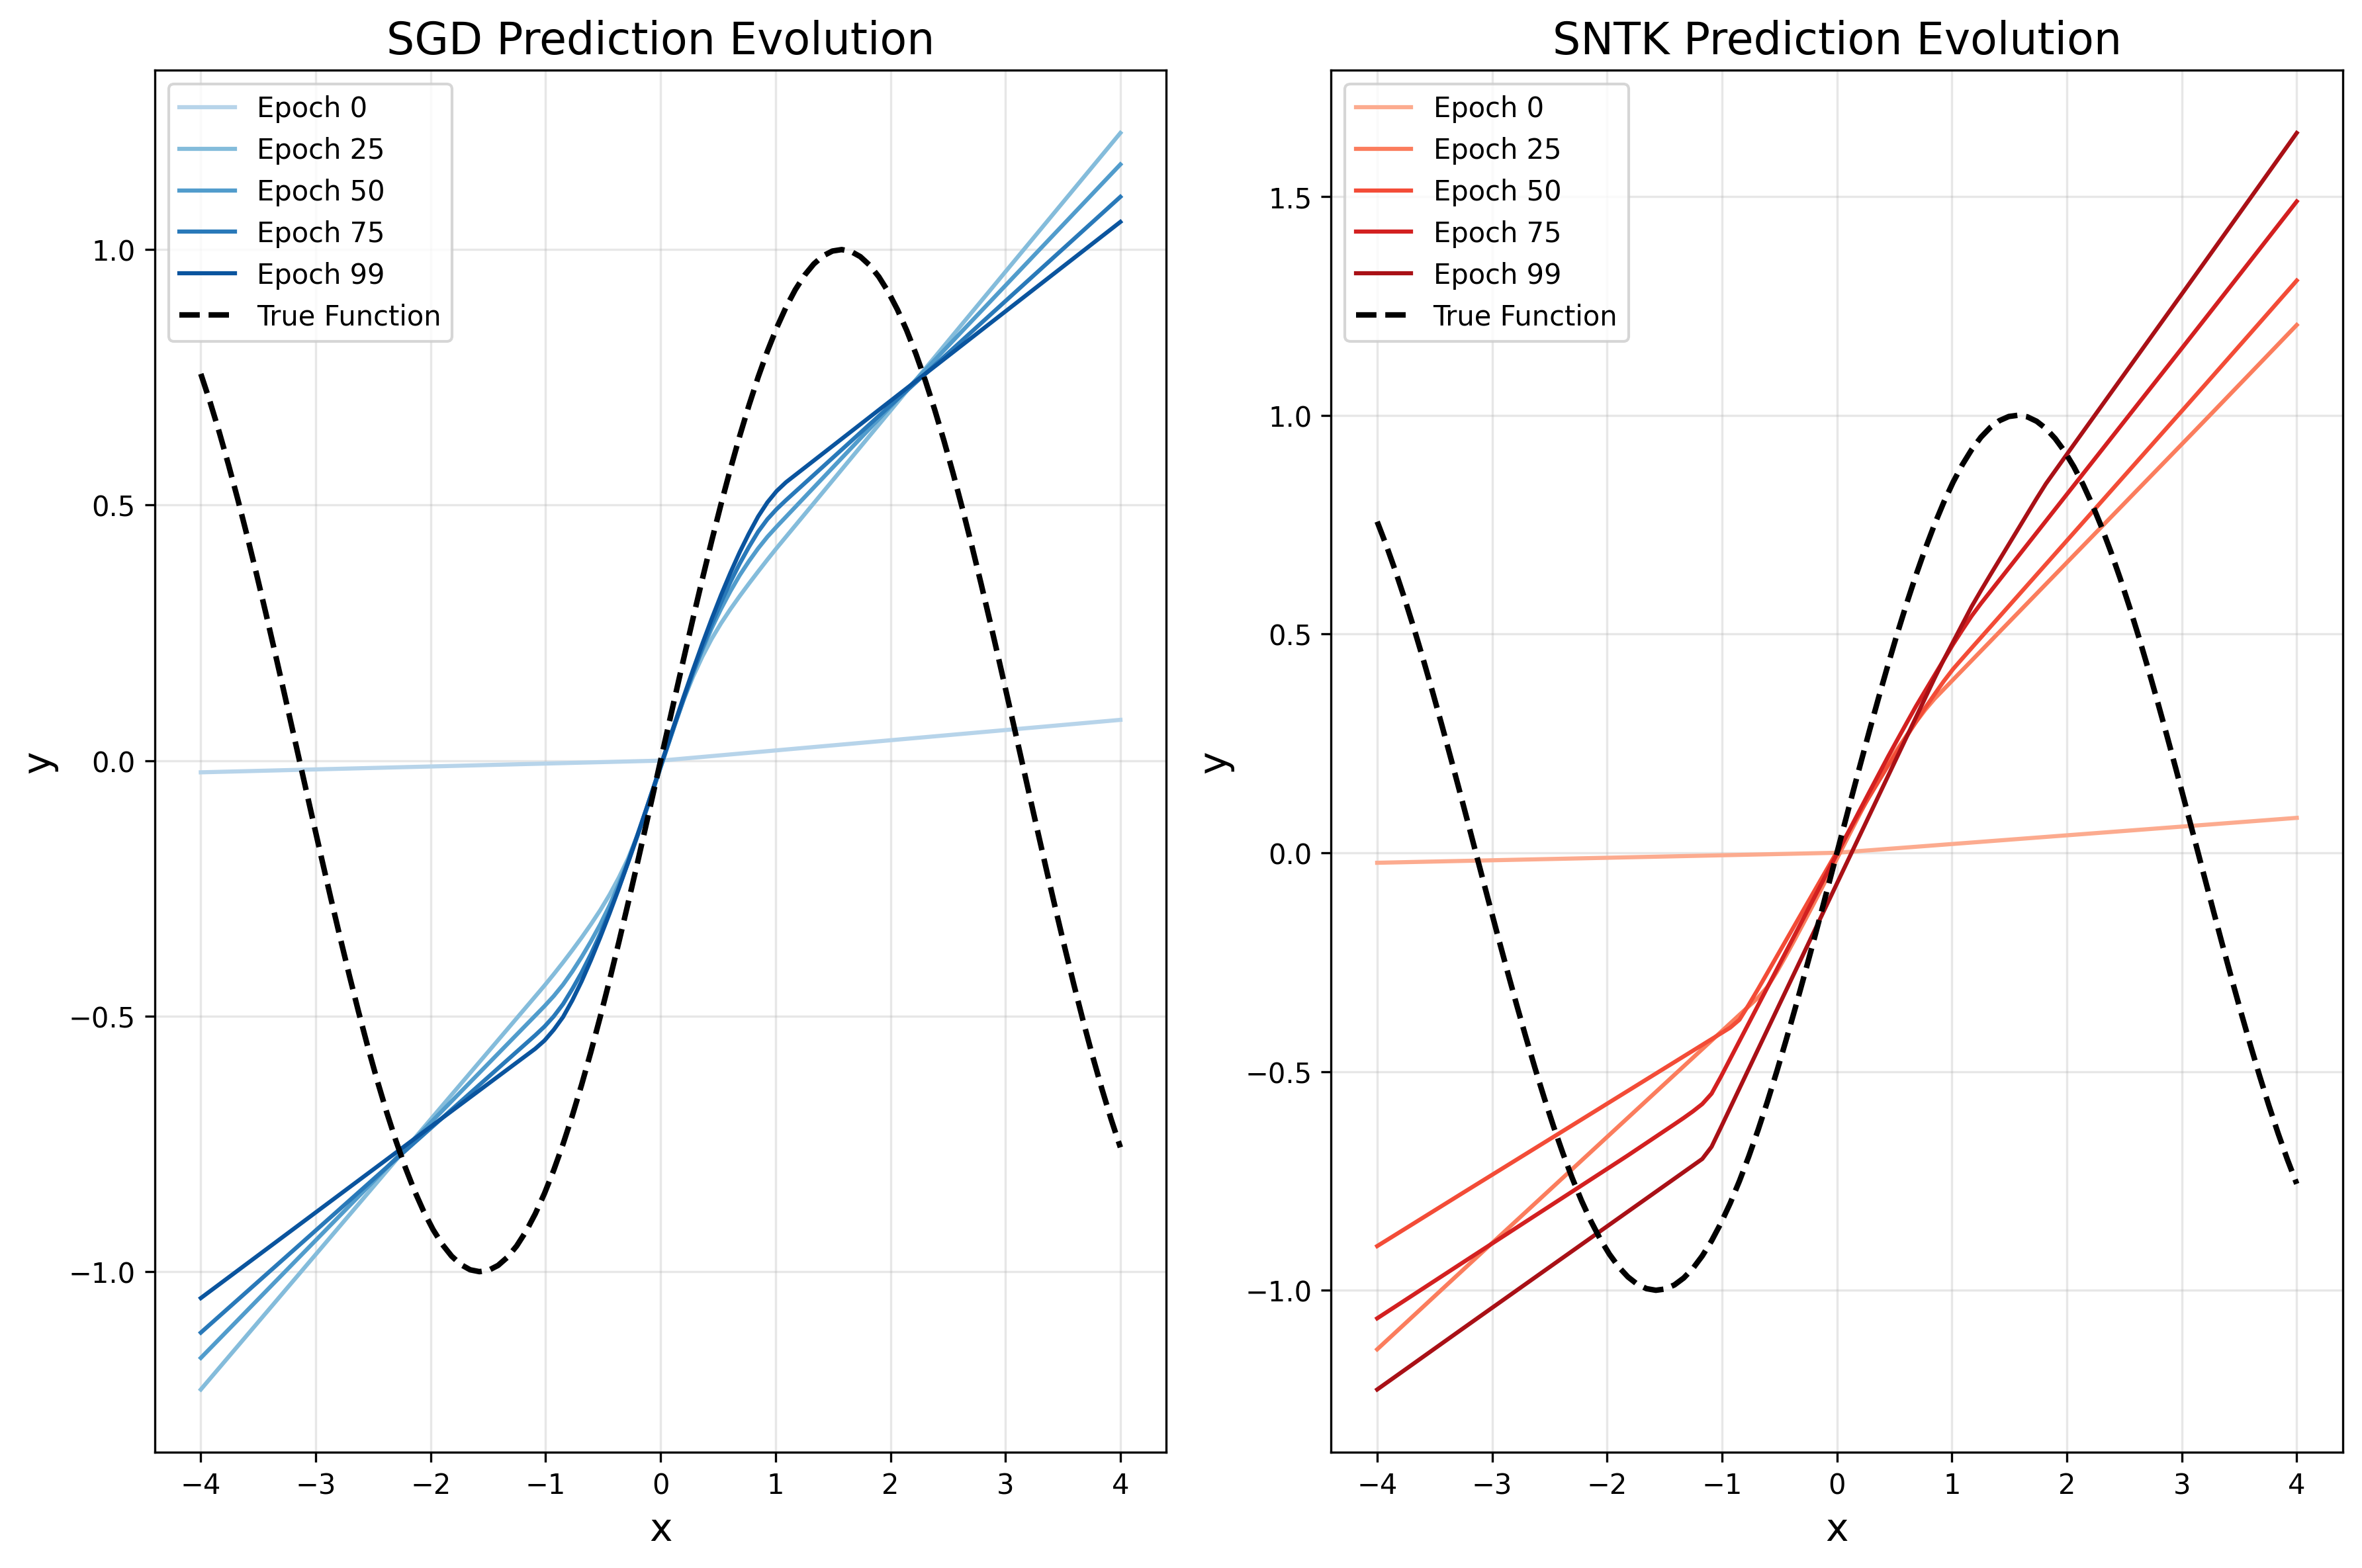 SGD Prediction Evolution
Epoch 0
Epoch 25
Epoch 50
Epoch 75
Epoch 99
True Function
1.0
0.5
0.0
−0.5
−1.0
y
−4 −3 −2 −1 0 1 2 3 4
x
SNTK Prediction Evolution
Epoch 0
Epoch 25
Epoch 50
Epoch 75
Epoch 99
True Function
1.5
1.0
0.5
0.0
−0.5
−1.0
y
−4 −3 −2 −1 0 1 2 3 4
x